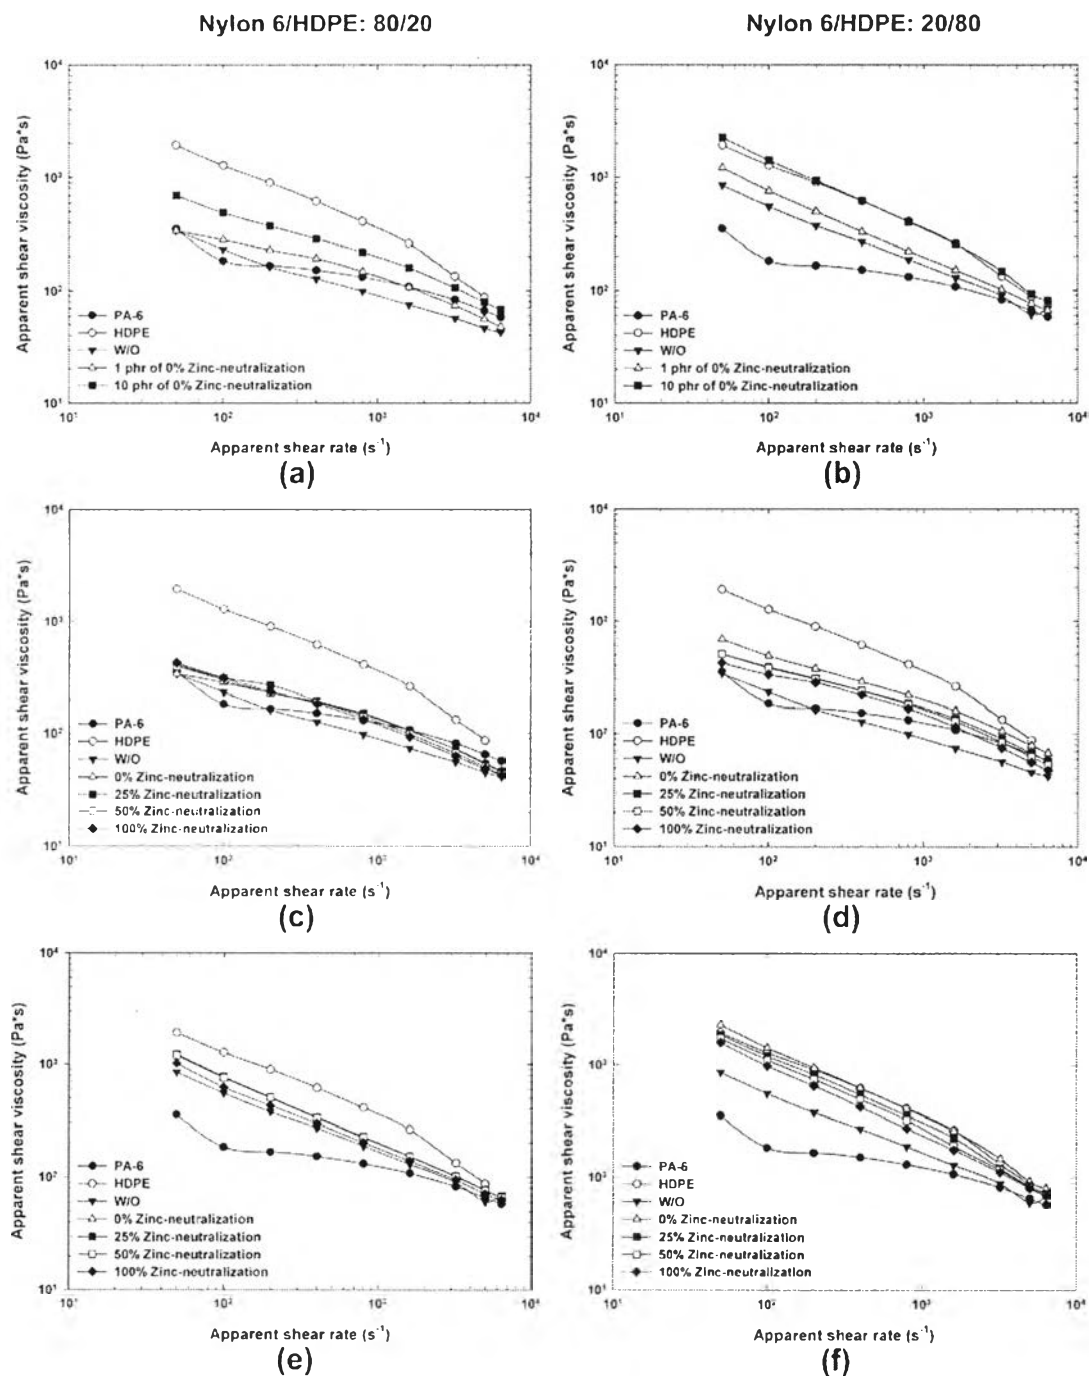 Nylon 6/HDPE: 80/20
Nylon 6/HDPE: 20/80
Apparent shear viscosity (Pa*s)
10⁴
10³
10²
10¹
PA-6
HDPE
W/O
1 phr of 0% Zinc-neutralization
10 phr of 0% Zinc-neutralization
10¹ 10² 10³ 10⁴
Apparent shear rate (s⁻¹)
(a)
Apparent shear viscosity (Pa*s)
10⁴
10³
10²
10¹
PA-6
HDPE
W/O
1 phr of 0% Zinc-neutralization
10 phr of 0% Zinc-neutralization
10¹ 10² 10³ 10⁴
Apparent shear rate (s⁻¹)
(b)
Apparent shear viscosity (Pa*s)
10⁴
10³
10²
10¹
PA-6
HDPE
W/O
0% Zinc-neutralization
25% Zinc-neutralization
50% Zinc-neutralization
100% Zinc-neutralization
10¹ 10² 10³ 10⁴
Apparent shear rate (s⁻¹)
(c)
Apparent shear viscosity (Pa*s)
10⁴
10³
10²
10¹
PA-6
HDPE
W/O
0% Zinc-neutralization
25% Zinc-neutralization
50% Zinc-neutralization
100% Zinc-neutralization
10¹ 10² 10³ 10⁴
Apparent shear rate (s⁻¹)
(d)
Apparent shear viscosity (Pa*s)
10⁴
10³
10²
10¹
PA-6
HDPE
W/O
0% Zinc-neutralization
25% Zinc-neutralization
50% Zinc-neutralization
100% Zinc-neutralization
10¹ 10² 10³ 10⁴
Apparent shear rate (s⁻¹)
(e)
Apparent shear viscosity (Pa*s)
10⁴
10³
10²
10¹
PA-6
HDPE
W/O
0% Zinc-neutralization
25% Zinc-neutralization
50% Zinc-neutralization
100% Zinc-neutralization
10¹ 10² 10³ 10⁴
Apparent shear rate (s⁻¹)
(f)